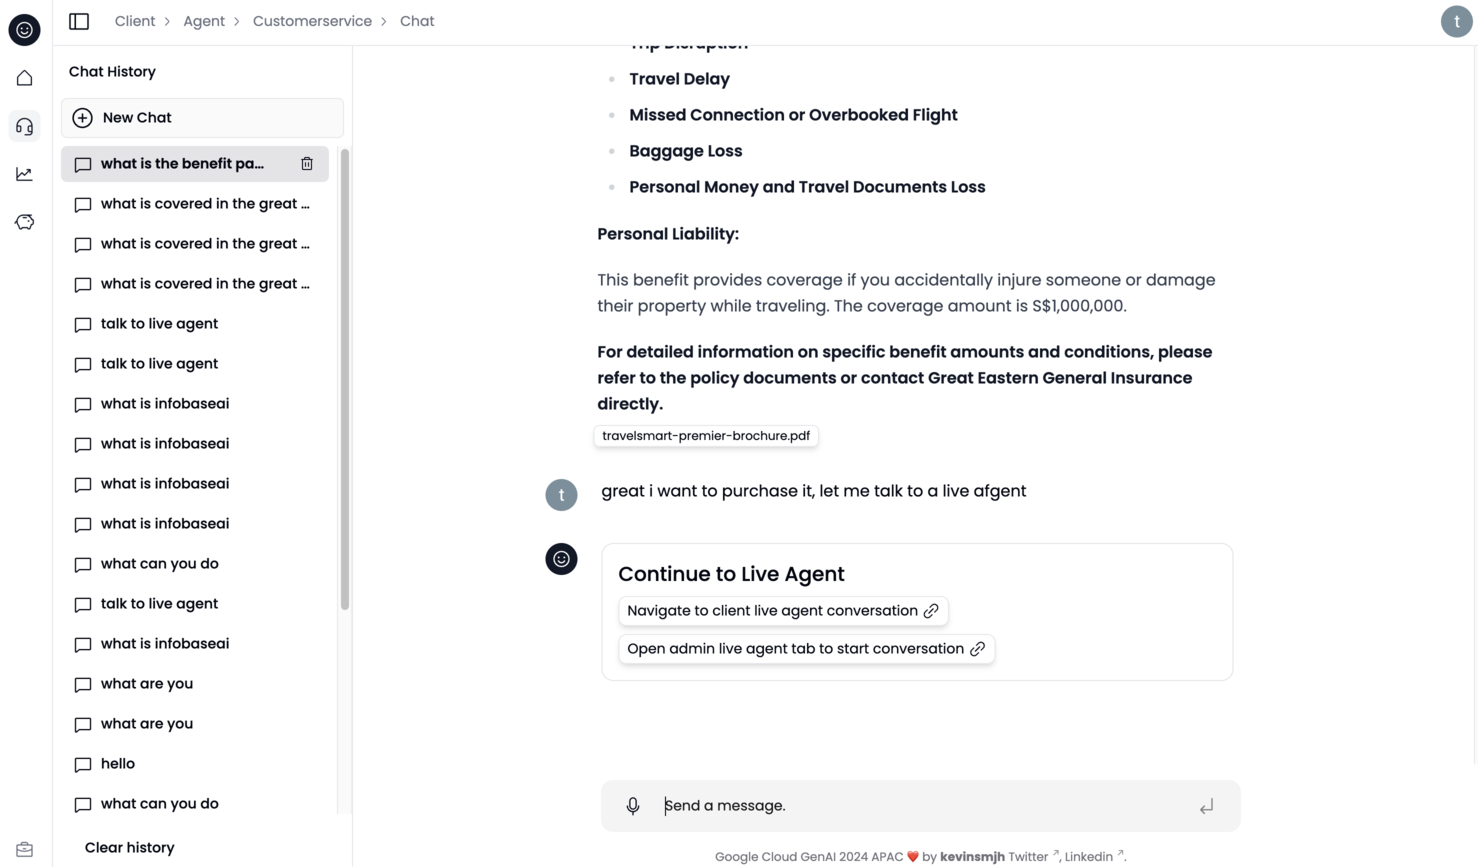 Client > Agent > Customerservice > Chat
t
Chat History
New Chat
what is the benefit pa...
what is covered in the great ...
what is covered in the great ...
what is covered in the great ...
talk to live agent
talk to live agent
what is infobaseai
what is infobaseai
what is infobaseai
what is infobaseai
what can you do
talk to live agent
what is infobaseai
what are you
what are you
hello
what can you do
Clear history
Trip Disruption
Travel Delay
Missed Connection or Overbooked Flight
Baggage Loss
Personal Money and Travel Documents Loss
Personal Liability:
This benefit provides coverage if you accidentally injure someone or damage
their property while traveling. The coverage amount is S$1,000,000.
For detailed information on specific benefit amounts and conditions, please
refer to the policy documents or contact Great Eastern General Insurance
directly.
travelsmart-premier-brochure.pdf
t
great i want to purchase it, let me talk to a live afgent
Continue to Live Agent
Navigate to client live agent conversation
Open admin live agent tab to start conversation
Send a message.
Google Cloud GenAI 2024 APAC ❤️ by kevinsmjh Twitter ↗, Linkedin ↗.